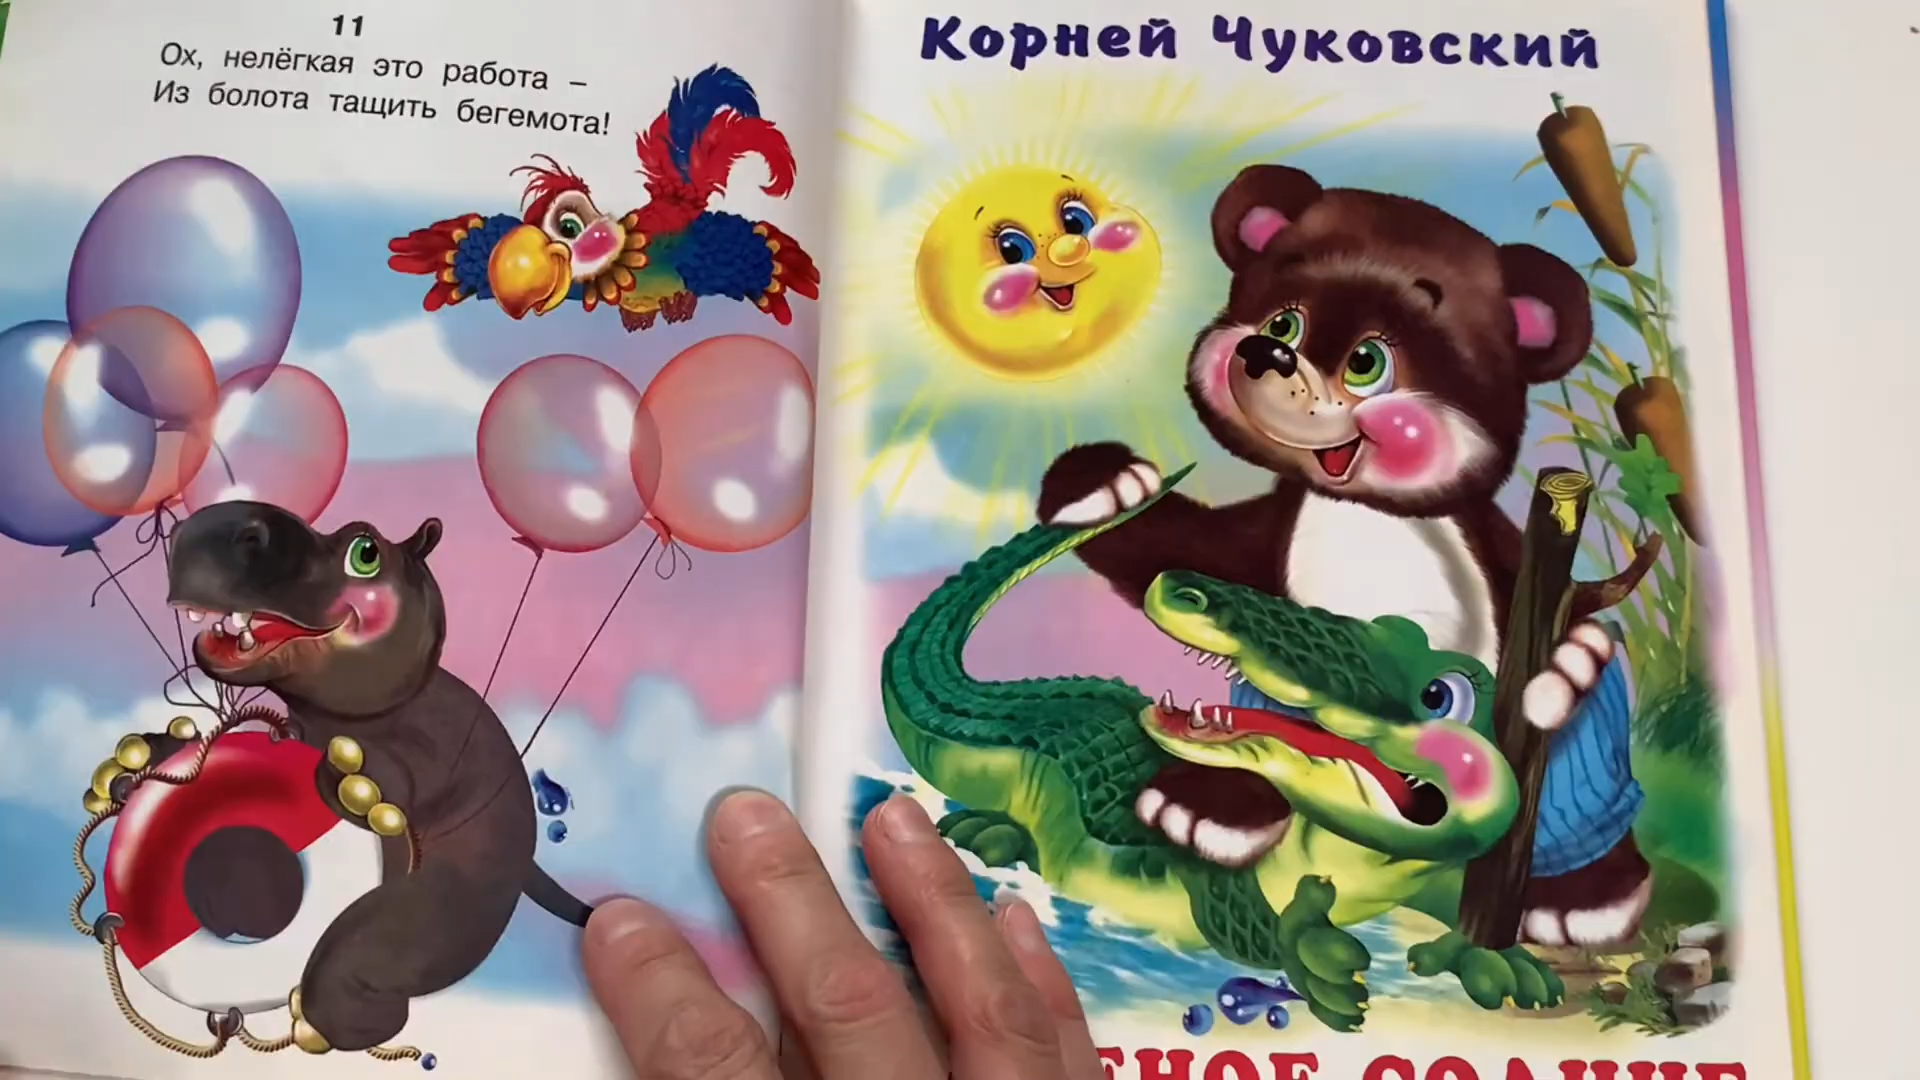 11
Ох, нелёгкая это работа –
Из болота тащить бегемота!
Корней Чуковский